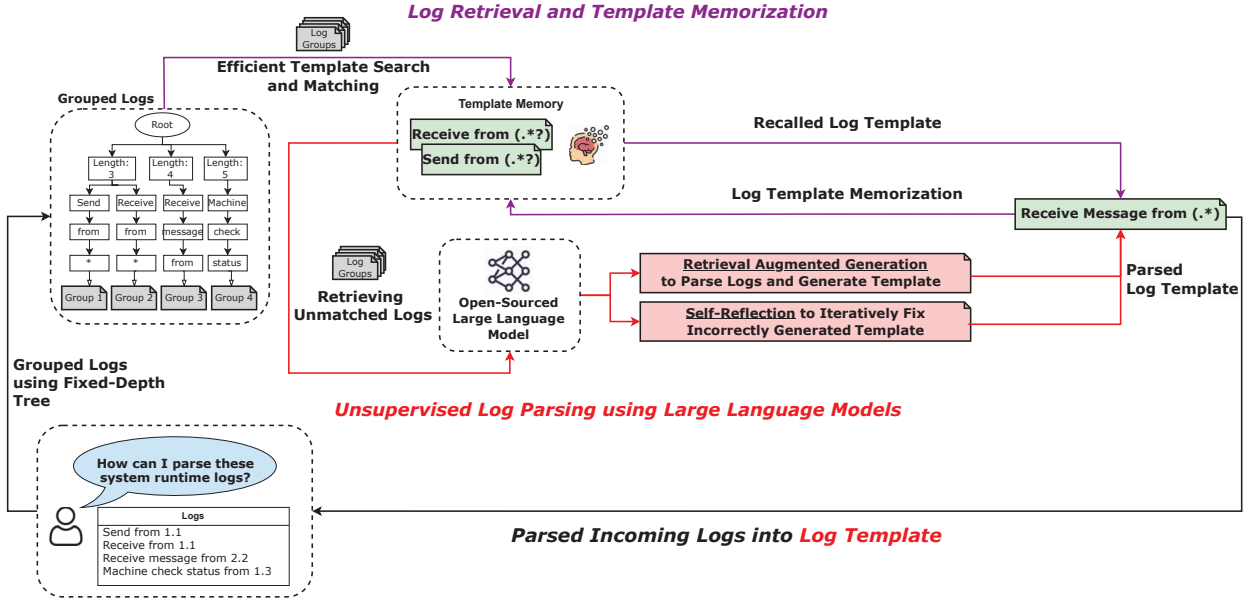 Log Retrieval and Template Memorization
Log
Groups
Efficient Template Search
and Matching
Grouped Logs
Root
Length:
3
Length:
4
Length:
5
Send
Receive
Receive
Machine
from
from
message
check
*
*
from
status
Group 1
Group 2
Group 3
Group 4
Template Memory
Receive from (.*?)
Send from (.*?)
Recalled Log Template
Log Template Memorization
Receive Message from (.*)
Log
Groups
Retrieving
Unmatched Logs
Open-Sourced
Large Language
Model
Retrieval Augmented Generation
to Parse Logs and Generate Template
Self-Reflection to Iteratively Fix
Incorrectly Generated Template
Parsed
Log Template
Grouped Logs
using Fixed-Depth
Tree
Unsupervised Log Parsing using Large Language Models
How can I parse these
system runtime logs?
Logs
Send from 1.1
Receive from 1.1
Receive message from 2.2
Machine check status from 1.3
Parsed Incoming Logs into Log Template